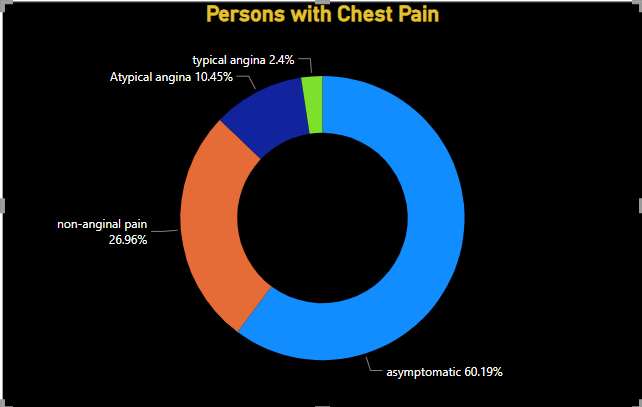 Persons with Chest Pain
typical angina 2.4%
Atypical angina 10.45%
non-anginal pain
26.96%
asymptomatic 60.19%